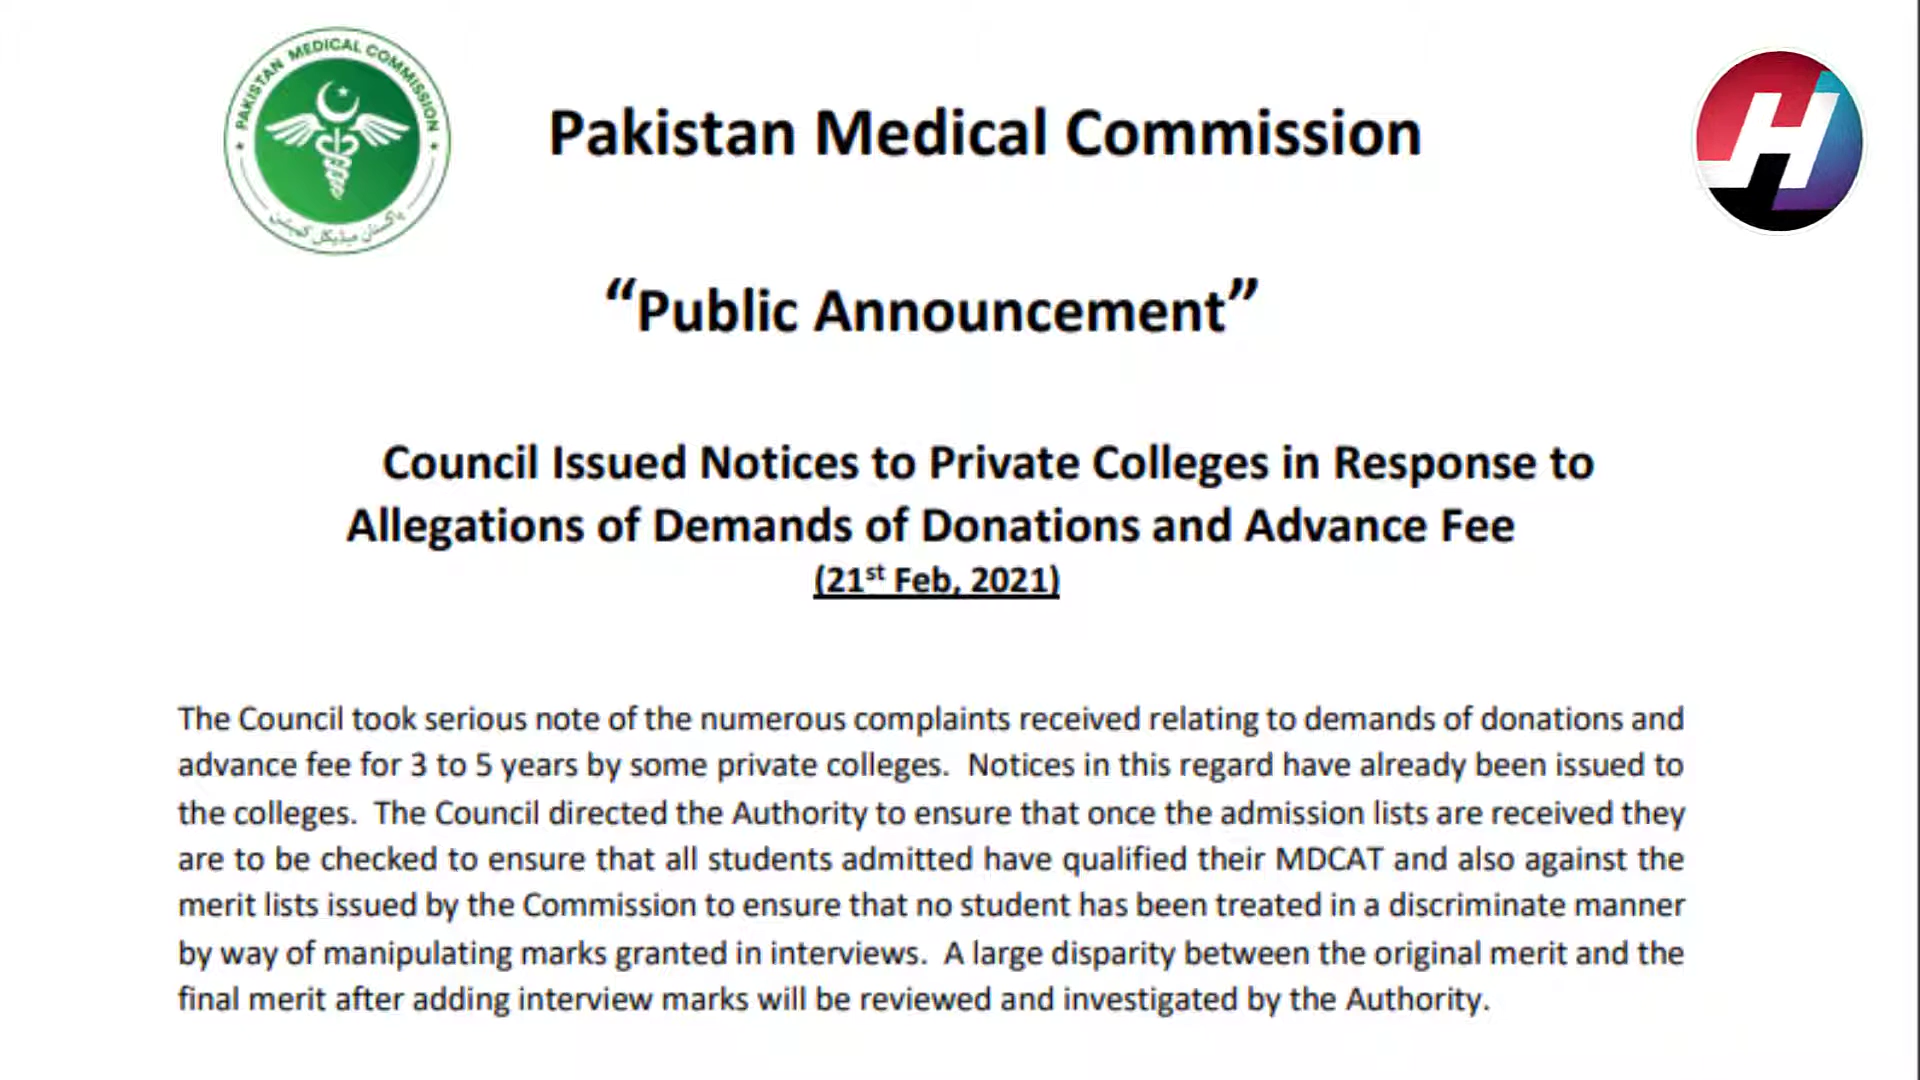 PAKISTAN MEDICAL COMMISSION
پاکستان میڈیکل کمیشن
Pakistan Medical Commission
H
“Public Announcement”
Council Issued Notices to Private Colleges in Response to
Allegations of Demands of Donations and Advance Fee
(21st Feb, 2021)
The Council took serious note of the numerous complaints received relating to demands of donations and
advance fee for 3 to 5 years by some private colleges.  Notices in this regard have already been issued to
the colleges.  The Council directed the Authority to ensure that once the admission lists are received they
are to be checked to ensure that all students admitted have qualified their MDCAT and also against the
merit lists issued by the Commission to ensure that no student has been treated in a discriminate manner
by way of manipulating marks granted in interviews.  A large disparity between the original merit and the
final merit after adding interview marks will be reviewed and investigated by the Authority.